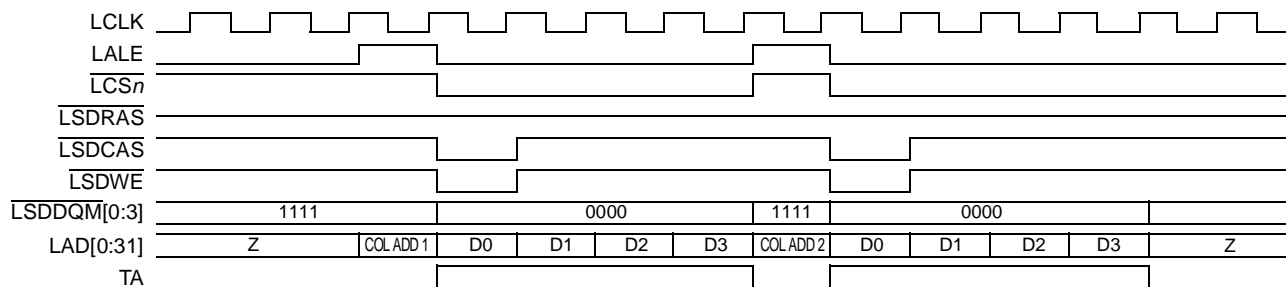 LCLK
LALE
LCSn
LSDRAS
LSDCAS
LSDWE
LSDDQM[0:3] 1111 0000 1111 0000
LAD[0:31] Z COL ADD 1 D0 D1 D2 D3 COL ADD 2 D0 D1 D2 D3 Z
TA